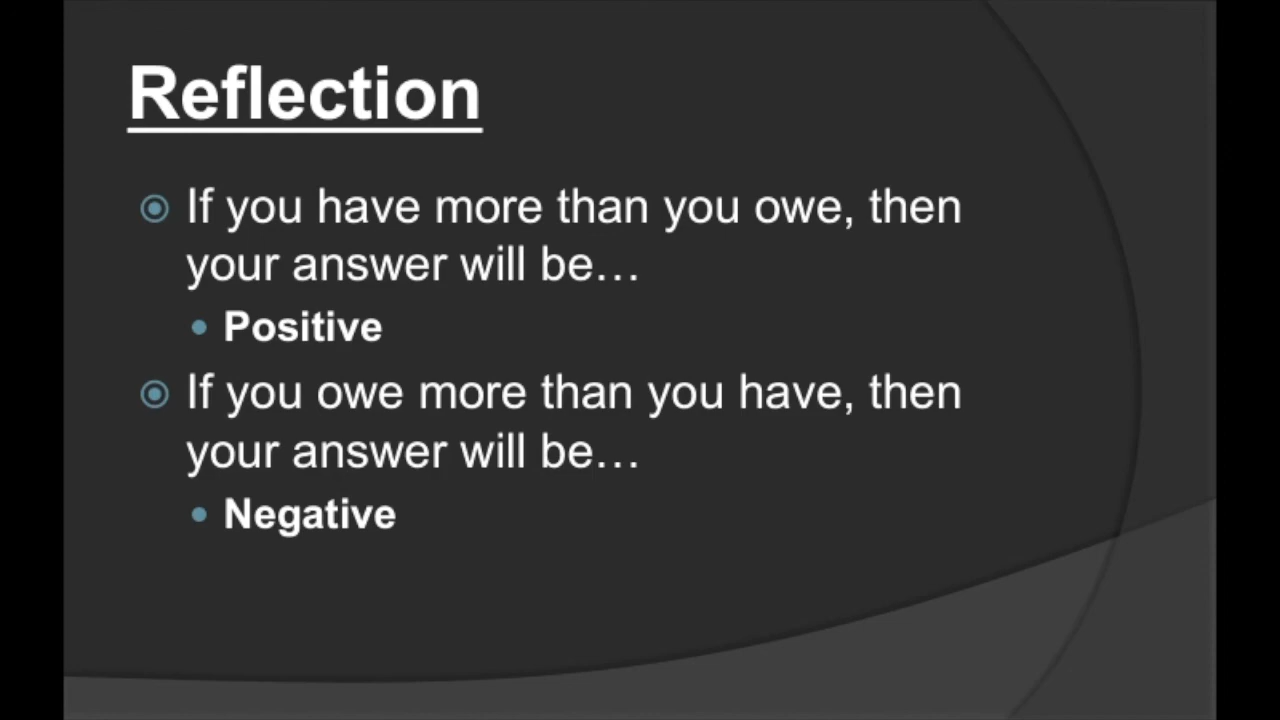 Reflection
If you have more than you owe, then
your answer will be…
Positive
If you owe more than you have, then
your answer will be…
Negative